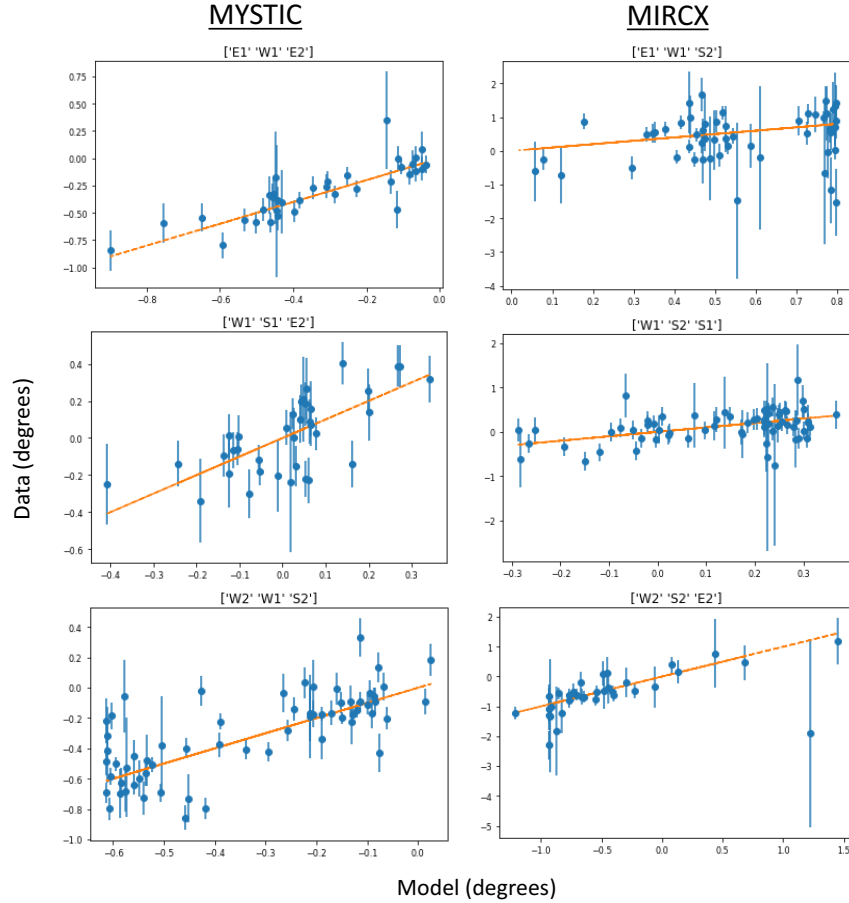 MYSTIC
MIRCX
['E1' 'W1' 'E2']
0.75
0.50
0.25
0.00
−0.25
−0.50
−0.75
−1.00
−0.8 −0.6 −0.4 −0.2 0.0
['E1' 'W1' 'S2']
2
1
0
−1
−2
−3
−4
0.0 0.1 0.2 0.3 0.4 0.5 0.6 0.7 0.8
['W1' 'S1' 'E2']
0.4
0.2
0.0
−0.2
−0.4
−0.6
−0.4 −0.3 −0.2 −0.1 0.0 0.1 0.2 0.3
['W1' 'S2' 'S1']
2
1
0
−1
−2
−0.3 −0.2 −0.1 0.0 0.1 0.2 0.3
['W2' 'W1' 'S2']
0.4
0.2
0.0
−0.2
−0.4
−0.6
−0.8
−1.0
−0.6 −0.5 −0.4 −0.3 −0.2 −0.1 0.0
['W2' 'S2' 'E2']
2
1
0
−1
−2
−3
−4
−5
−1.0 −0.5 0.0 0.5 1.0 1.5
Data (degrees)
Model (degrees)